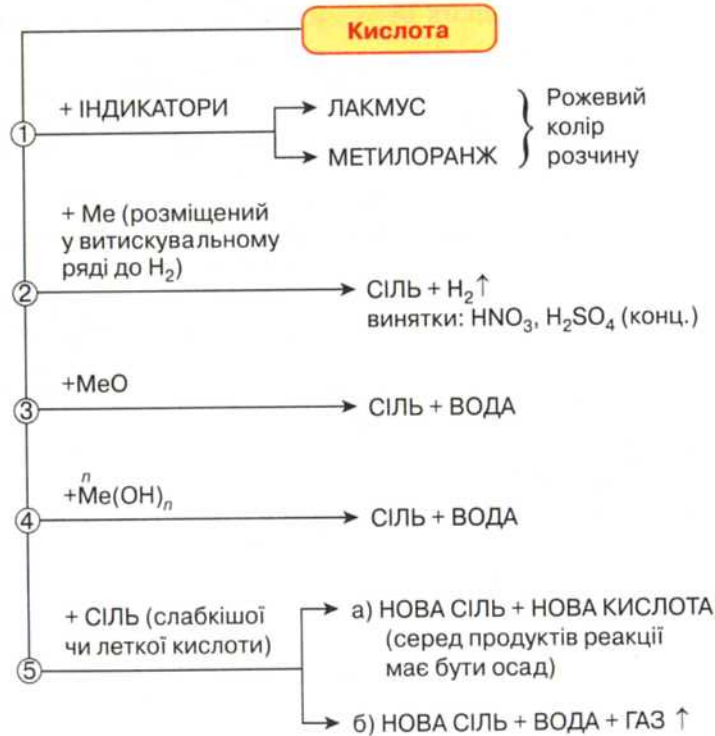 Кислота
+ ІНДИКАТОРИ
ЛАКМУС
МЕТИЛОРАНЖ
Рожевий
колір
розчину
1
+ Me (розміщений
у витискувальному
ряді до H₂)
2
СІЛЬ + H₂↑
винятки: HNO₃, H₂SO₄ (конц.)
+MeO
3
СІЛЬ + ВОДА
n
+Me(OH)ₙ
4
СІЛЬ + ВОДА
+ СІЛЬ (слабкішої
чи леткої кислоти)
5
а) НОВА СІЛЬ + НОВА КИСЛОТА
(серед продуктів реакції
має бути осад)
б) НОВА СІЛЬ + ВОДА + ГАЗ ↑